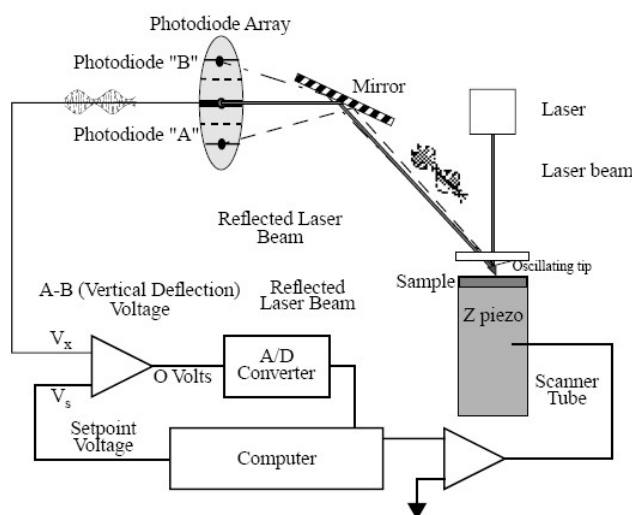 Photodiode Array
Photodiode "B"
Mirror
Photodiode "A"
Laser
Laser beam
Reflected Laser
Beam
Oscillating tip
Sample
A-B (Vertical Deflection)
Voltage
Reflected
Laser Beam
Z piezo
Vx
A/D
Converter
O Volts
Scanner
Tube
Vs
Setpoint
Voltage
Computer